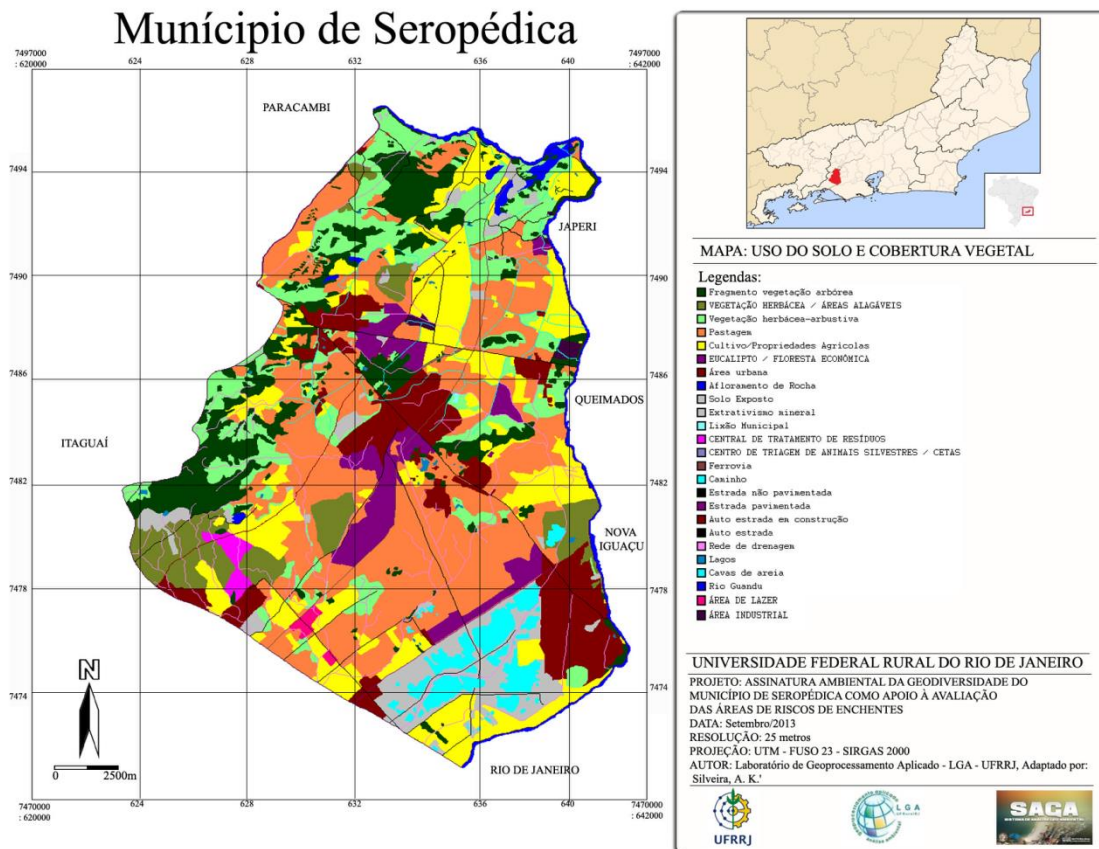 Munícipio de Seropédica
7497000
: 620000
624
628
632
636
640
7497000
: 642000
PARACAMBI
7494
7494
JAPERI
7490
7490
7486
7486
QUEIMADOS
ITAGUAÍ
7482
7482
NOVA
IGUAÇU
7478
7478
7474
7474
N
0 2500m
RIO DE JANEIRO
7470000
: 620000
624
628
632
636
640
7470000
: 642000
MAPA: USO DO SOLO E COBERTURA VEGETAL
Legendas:
Fragmento vegetação arbórea
VEGETAÇÃO HERBÁCEA / ÁREAS ALAGÁVEIS
Vegetação herbácea-arbustiva
Pastagem
Cultivo/Propriedades Agrícolas
EUCALIPTO / FLORESTA ECONÔMICA
Área urbana
Afloramento de Rocha
Solo Exposto
Extrativismo mineral
Lixão Municipal
CENTRAL DE TRATAMENTO DE RESÍDUOS
CENTRO DE TRIAGEM DE ANIMAIS SILVESTRES / CETAS
Ferrovia
Caminho
Estrada não pavimentada
Estrada pavimentada
Auto estrada em construção
Auto estrada
Rede de drenagem
Lagos
Cavas de areia
Rio Guandu
ÁREA DE LAZER
ÁREA INDUSTRIAL
UNIVERSIDADE FEDERAL RURAL DO RIO DE JANEIRO
PROJETO: ASSINATURA AMBIENTAL DA GEODIVERSIDADE DO
MUNICÍPIO DE SEROPÉDICA COMO APOIO À AVALIAÇÃO
DAS ÁREAS DE RISCOS DE ENCHENTES
DATA: Setembro/2013
RESOLUÇÃO: 25 metros
PROJEÇÃO: UTM - FUSO 23 - SIRGAS 2000
AUTOR: Laboratório de Geoprocessamento Aplicado - LGA - UFRRJ, Adaptado por:
Silveira, A. K.'
UFRRJ
LGA
SAGA